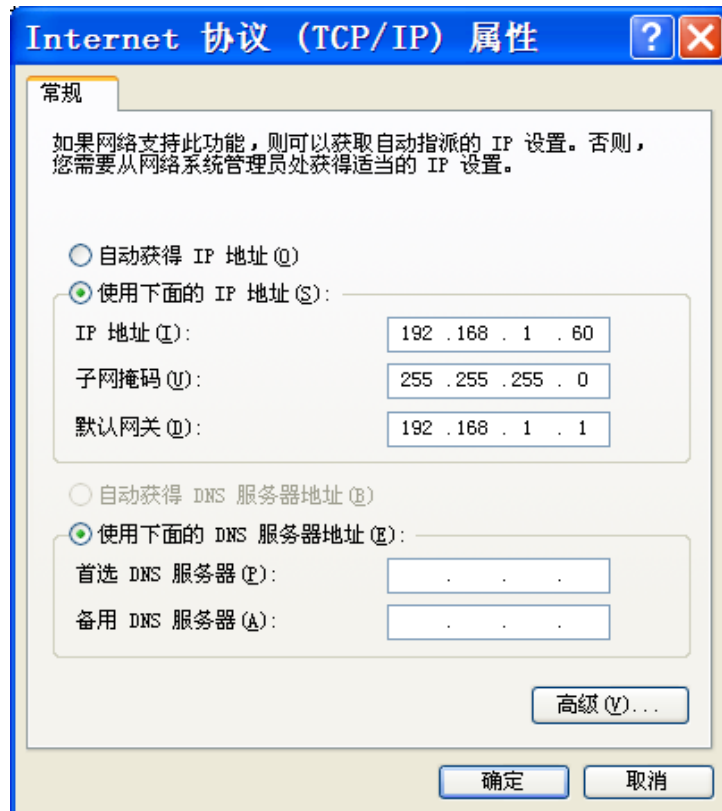 Internet 协议 (TCP/IP) 属性
常规
如果网络支持此功能，则可以获取自动指派的 IP 设置。否则，
您需要从网络系统管理员处获得适当的 IP 设置。
自动获得 IP 地址(O)
使用下面的 IP 地址(S):
IP 地址(I): 192 .168 . 1 . 60
子网掩码(U): 255 .255 .255 . 0
默认网关(D): 192 .168 . 1 . 1
自动获得 DNS 服务器地址(B)
使用下面的 DNS 服务器地址(E):
首选 DNS 服务器(P): . . .
备用 DNS 服务器(A): . . .
高级(V)...
确定 取消